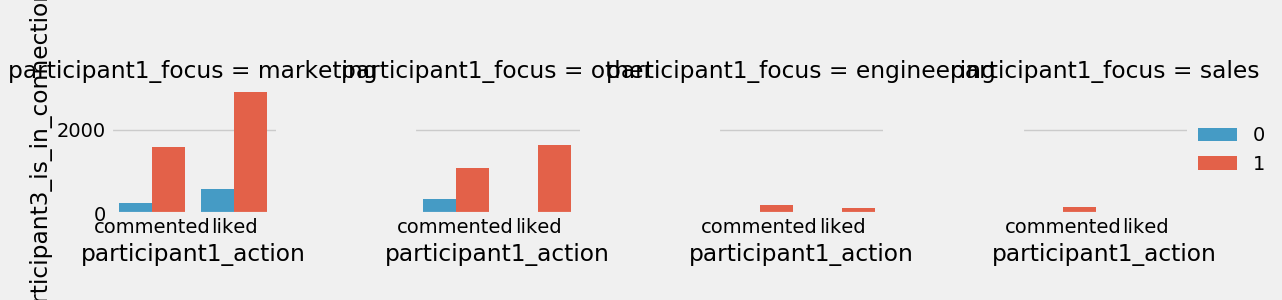 participant1_focus = marketing
participant1_focus = other
participant1_focus = engineering
participant1_focus = sales
2000
0
commented liked
commented liked
commented liked
commented liked
participant1_action
participant1_action
participant1_action
participant1_action
0
1